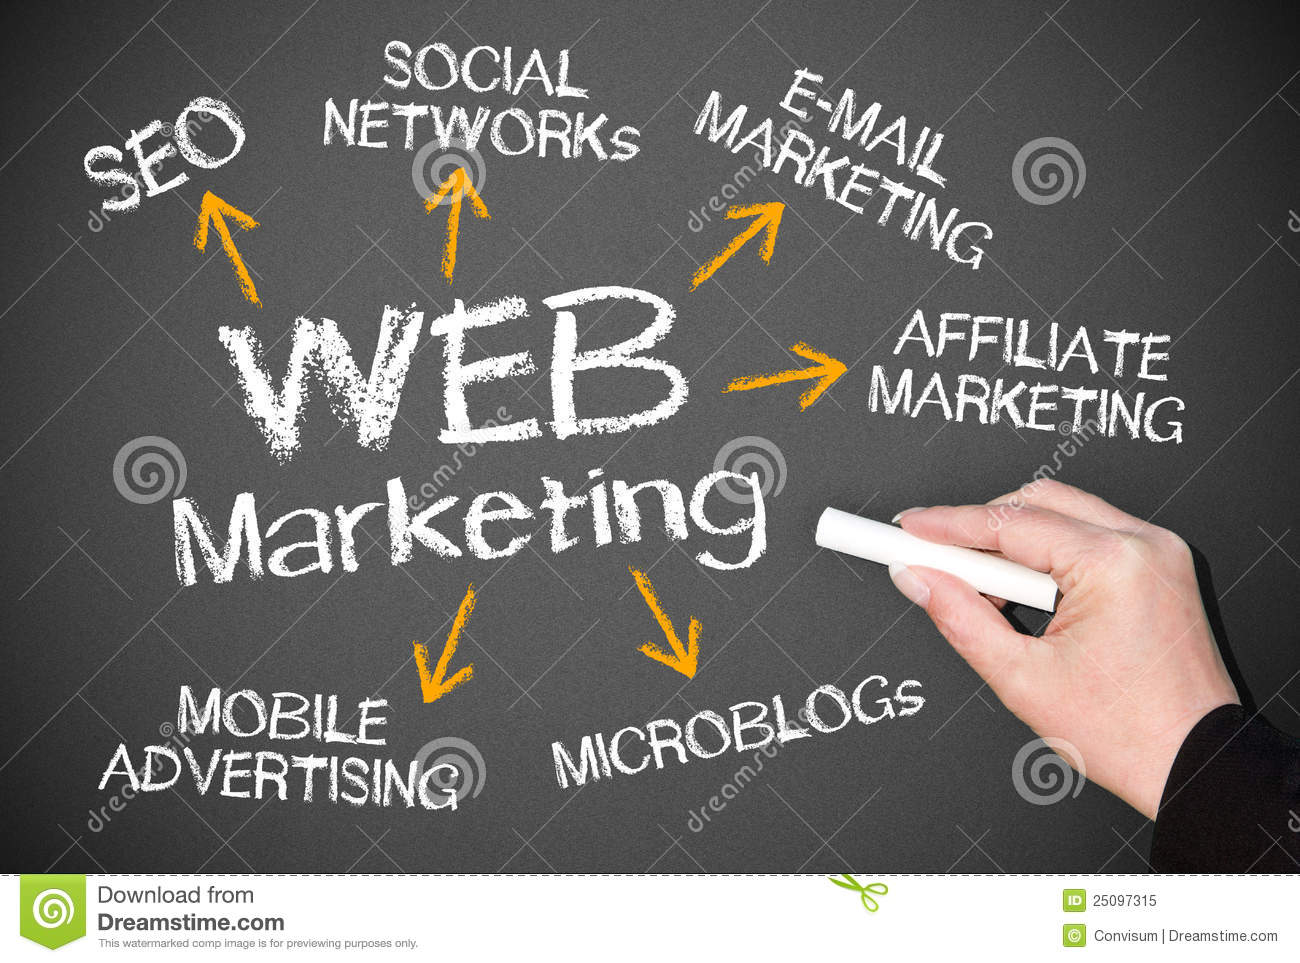 SEO
SOCIAL
NETWORKS
E-MAIL
MARKETING
AFFILIATE
MARKETING
WEB
Marketing
MOBILE
ADVERTISING
MICROBLOGS
Download from
Dreamstime.com
This watermarked comp image is for previewing purposes only.
ID 25097315
© Convisum | Dreamstime.com